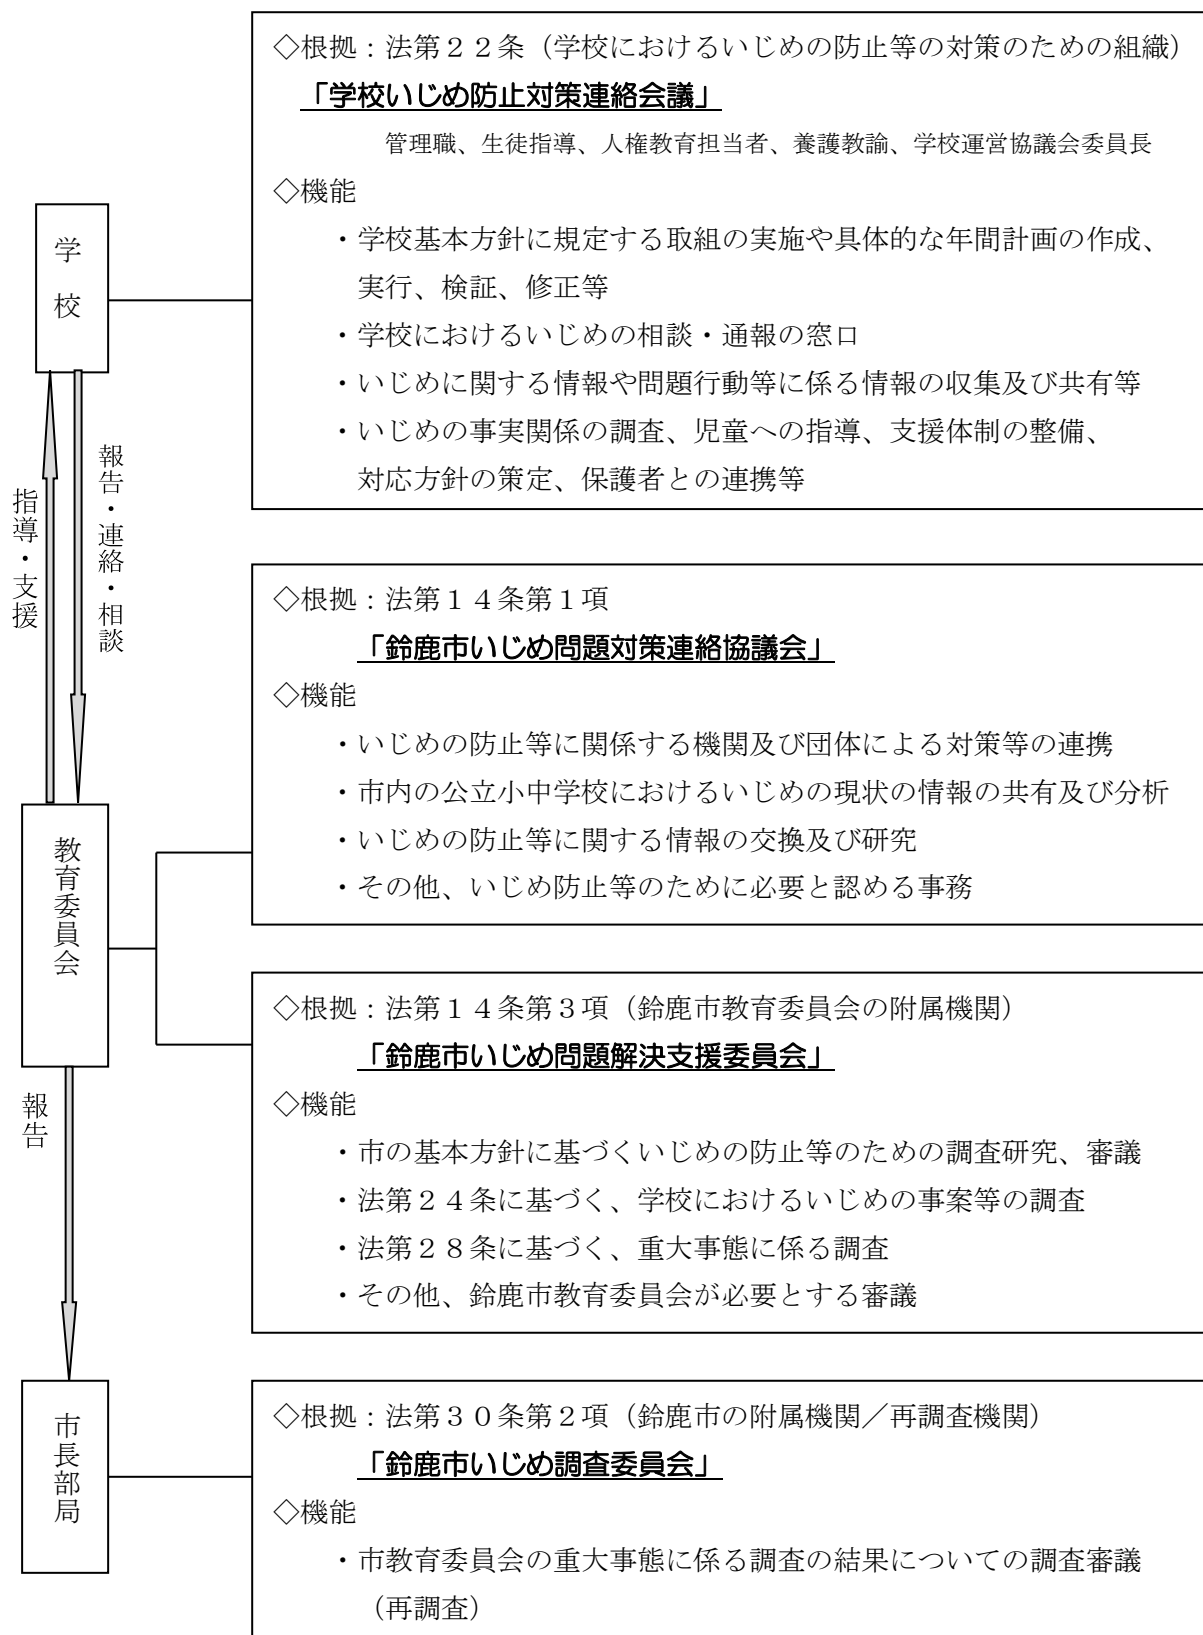 ◇根拠：法第２２条（学校におけるいじめの防止等の対策のための組織）
「学校いじめ防止対策連絡会議」
管理職、生徒指導、人権教育担当者、養護教諭、学校運営協議会委員長
◇機能
・学校基本方針に規定する取組の実施や具体的な年間計画の作成、
実行、検証、修正等
・学校におけるいじめの相談・通報の窓口
・いじめに関する情報や問題行動等に係る情報の収集及び共有等
・いじめの事実関係の調査、児童への指導、支援体制の整備、
対応方針の策定、保護者との連携等
学校
報告・連絡・相談
指導・支援
◇根拠：法第１４条第１項
「鈴鹿市いじめ問題対策連絡協議会」
◇機能
・いじめの防止等に関係する機関及び団体による対策等の連携
・市内の公立小中学校におけるいじめの現状の情報の共有及び分析
・いじめの防止等に関する情報の交換及び研究
・その他、いじめ防止等のために必要と認める事務
教育委員会
◇根拠：法第１４条第３項（鈴鹿市教育委員会の附属機関）
「鈴鹿市いじめ問題解決支援委員会」
◇機能
・市の基本方針に基づくいじめの防止等のための調査研究、審議
・法第２４条に基づく、学校におけるいじめの事案等の調査
・法第２８条に基づく、重大事態に係る調査
・その他、鈴鹿市教育委員会が必要とする審議
報告
市長部局
◇根拠：法第３０条第２項（鈴鹿市の附属機関／再調査機関）
「鈴鹿市いじめ調査委員会」
◇機能
・市教育委員会の重大事態に係る調査の結果についての調査審議
（再調査）